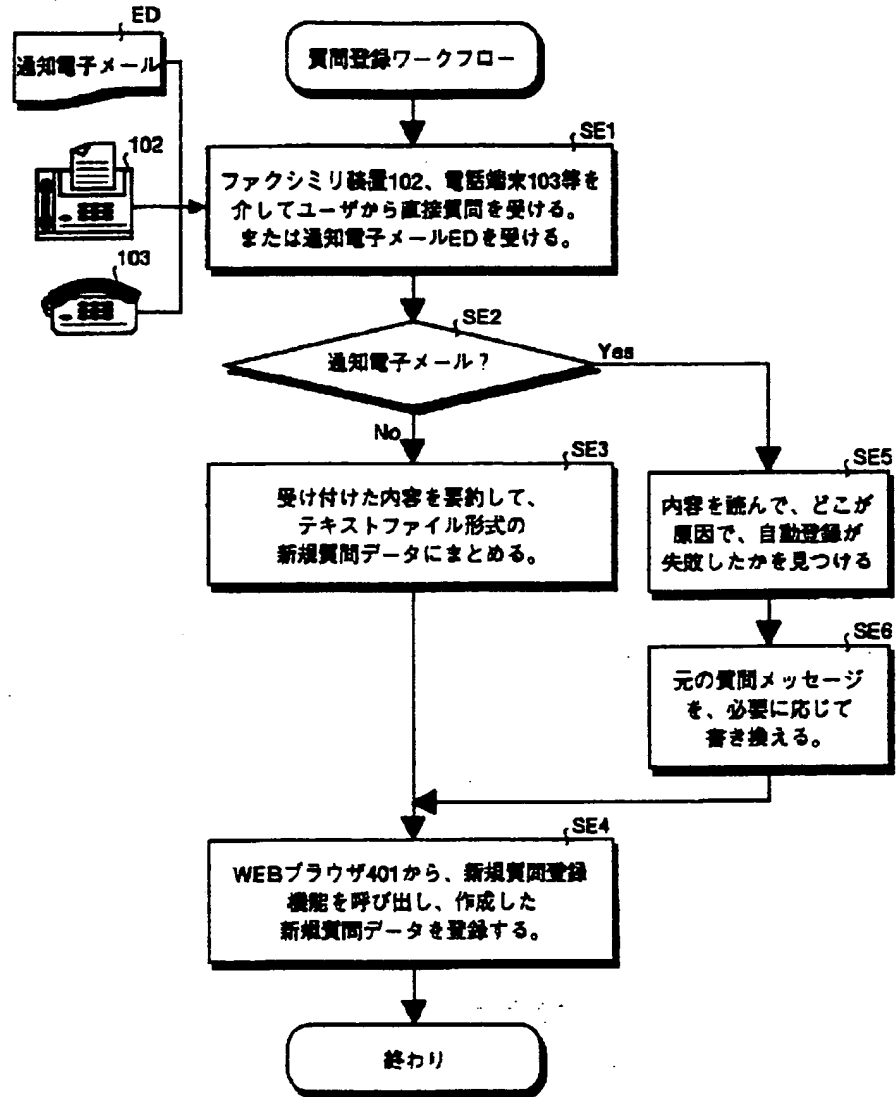 ED
通知電子メール
102
103
質問登録ワークフロー
SE1
ファクシミリ装置102、電話端末103等を
介してユーザから直接質問を受ける。
または通知電子メールEDを受ける。
SE2
通知電子メール?
Yes
No
SE3
受け付けた内容を要約して、
テキストファイル形式の
新規質問データにまとめる。
SE5
内容を読んで、どこが
原因で、自動登録が
失敗したかを見つける
SE6
元の質問メッセージ
を、必要に応じて
書き換える。
SE4
WEBブラウザ401から、新規質問登録
機能を呼び出し、作成した
新規質問データを登録する。
終わり